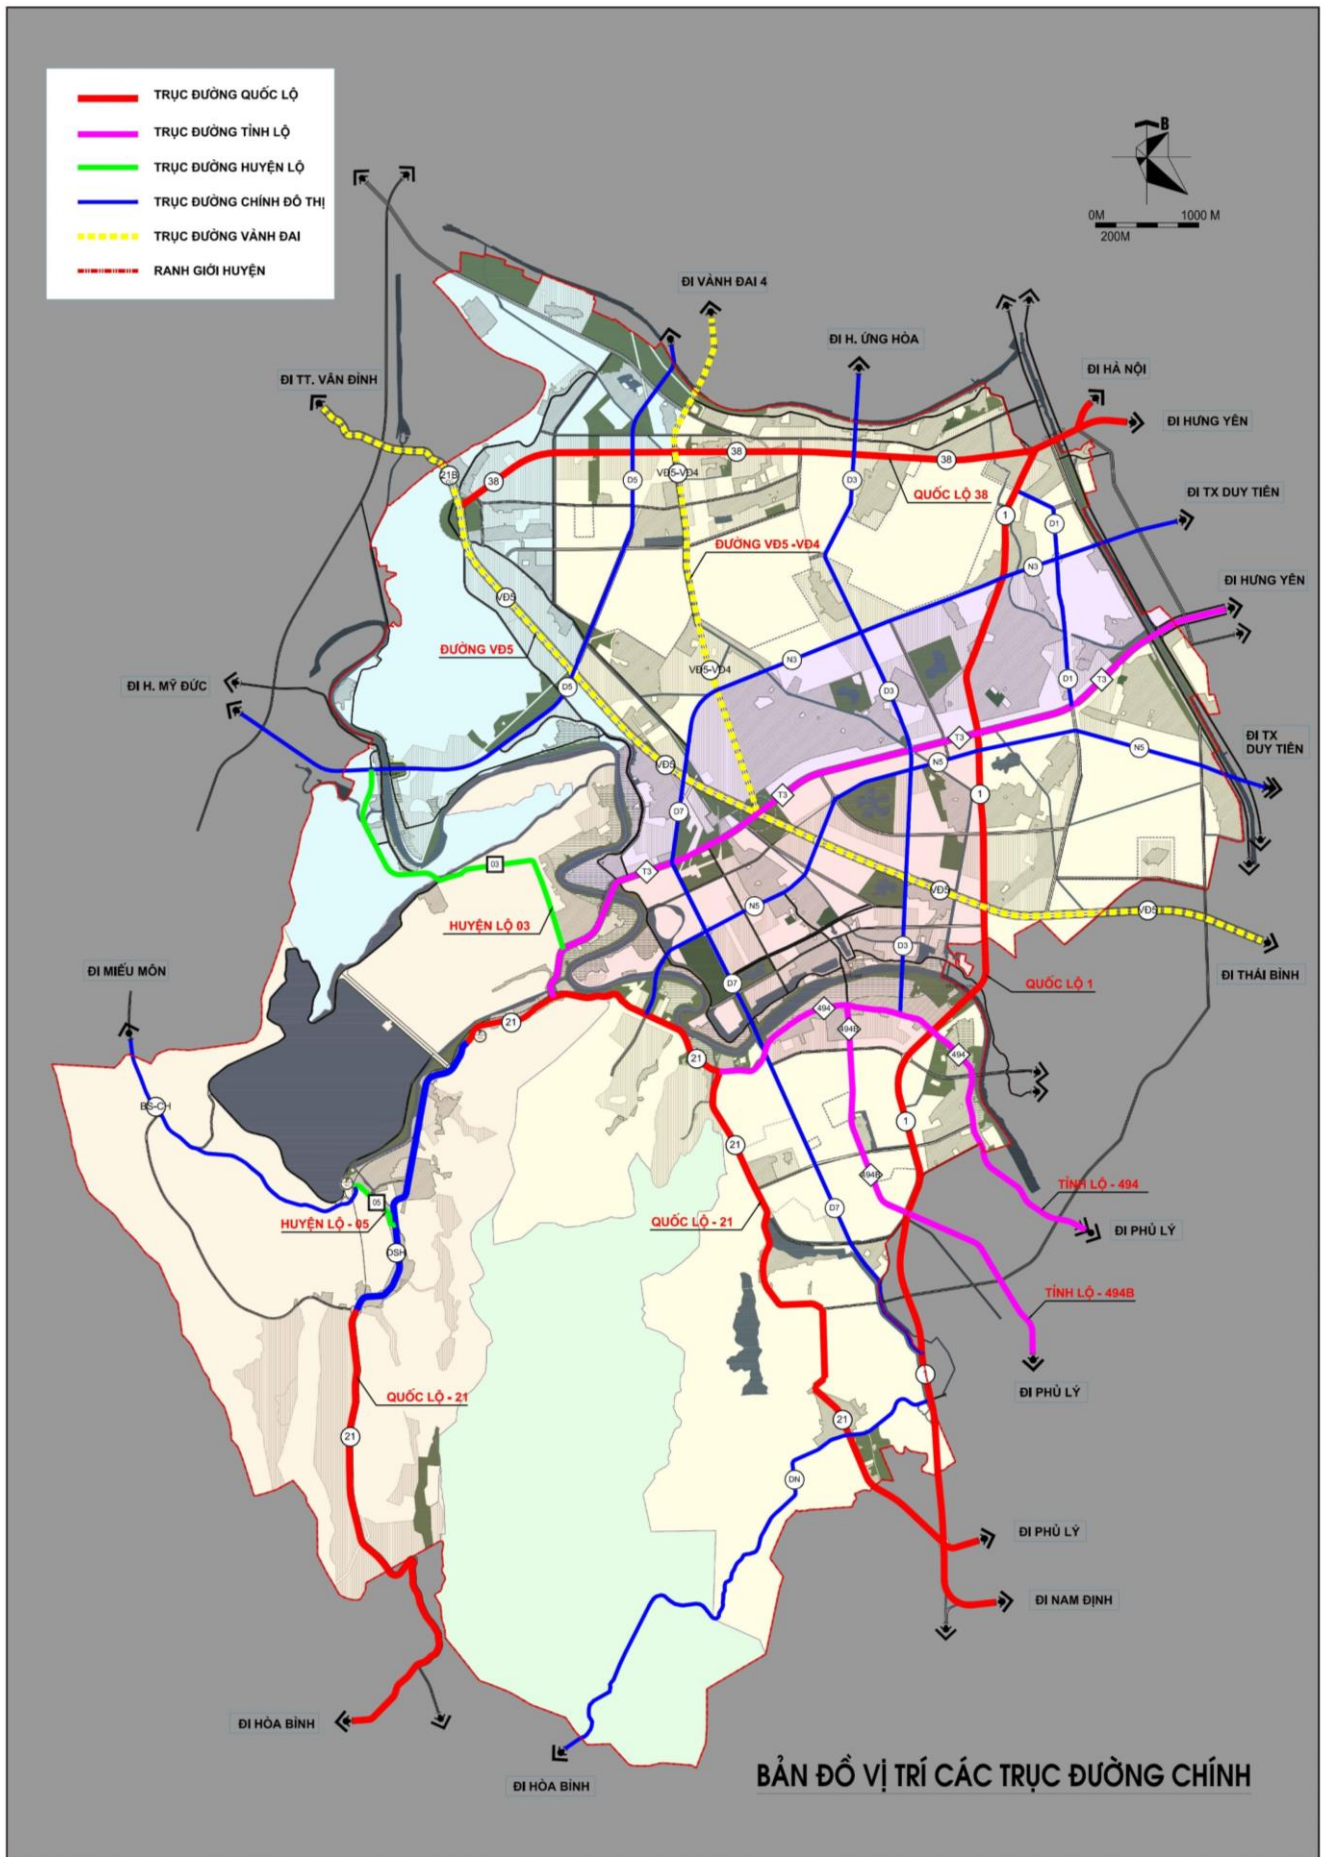 TRỤC ĐƯỜNG QUỐC LỘ
TRỤC ĐƯỜNG TỈNH LỘ
TRỤC ĐƯỜNG HUYỆN LỘ
TRỤC ĐƯỜNG CHÍNH ĐÔ THỊ
TRỤC ĐƯỜNG VÀNH ĐAI
RANH GIỚI HUYỆN
B
0M 1000 M
200M
ĐI VÀNH ĐAI 4
ĐI H. ỨNG HÒA
ĐI HÀ NỘI
ĐI TT. VÂN ĐÌNH
ĐI HƯNG YÊN
38
38
21B
38
VĐ5-VĐ4
D5
D3
QUỐC LỘ 38
ĐI TX DUY TIÊN
1
D1
ĐƯỜNG VĐ5 -VĐ4
N3
ĐI HƯNG YÊN
VĐ5
ĐƯỜNG VĐ5
N3
VĐ5-VĐ4
D1
T3
ĐI H. MỸ ĐỨC
D5
D3
T3
ĐI TX
DUY TIÊN
N5
VĐ5
N5
T3
1
D7
03
T3
VĐ5
N5
VĐ5
HUYỆN LỘ 03
D3
ĐI MIẾU MÔN
ĐI THÁI BÌNH
D7
QUỐC LỘ 1
494
21
494B
494
21
BS-CH
1
21
494B
TỈNH LỘ - 494
05
D7
HUYỆN LỘ - 05
QUỐC LỘ - 21
ĐI PHỦ LÝ
DSH
TỈNH LỘ - 494B
1
QUỐC LỘ - 21
ĐI PHỦ LÝ
21
21
DN
ĐI PHỦ LÝ
ĐI NAM ĐỊNH
ĐI HÒA BÌNH
ĐI HÒA BÌNH
BẢN ĐỒ VỊ TRÍ CÁC TRỤC ĐƯỜNG CHÍNH